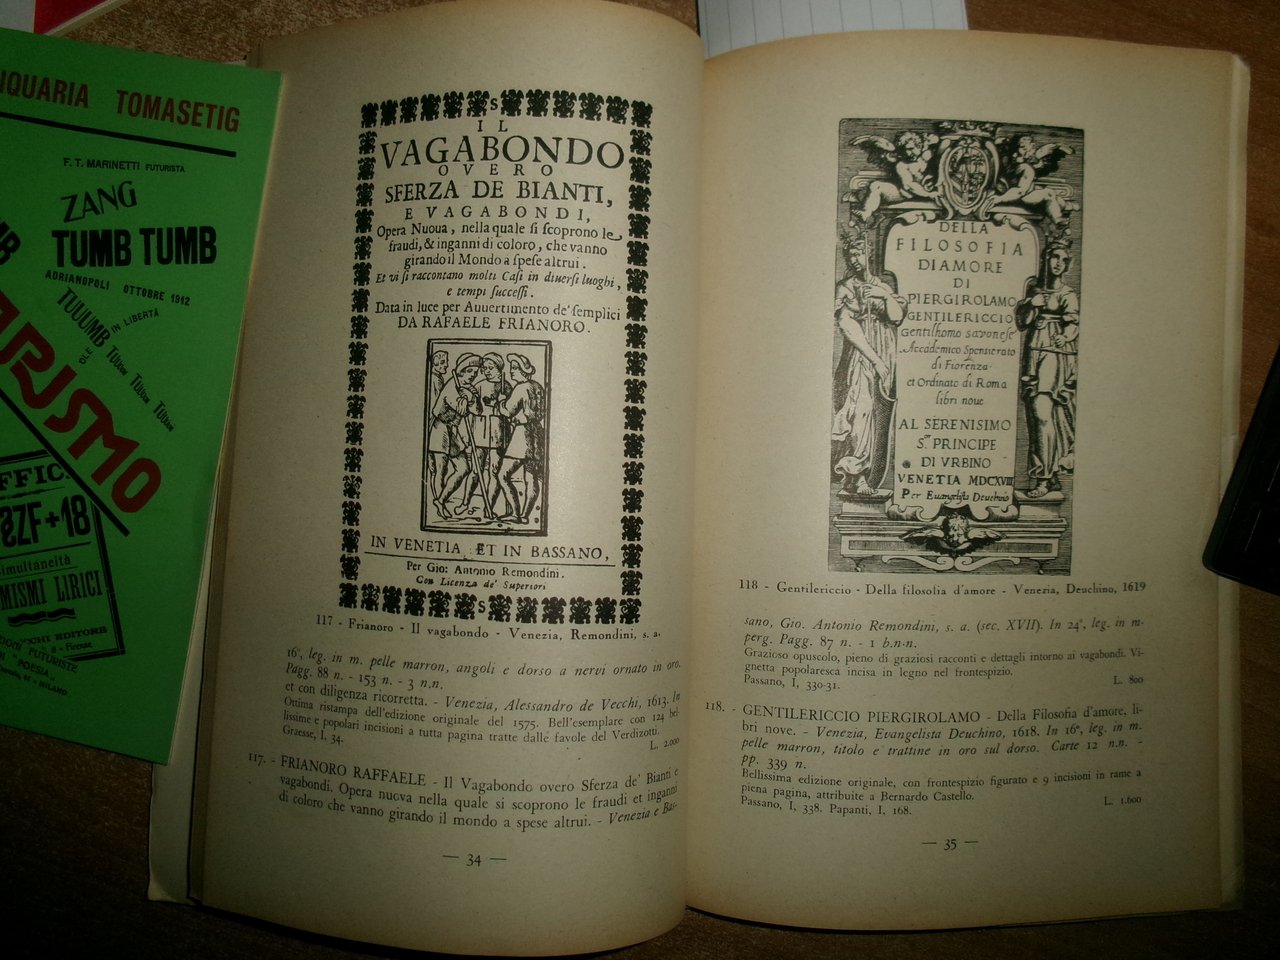 IQUARIA TOMASETIG
F. T. MARINETTI FUTURISTA
ZANG
TUMB TUMB
ADRIANOPOLI OTTOBRE 1912
TUUUMB
IN LIBERTÀ
FFIC
SZF+18
simultaneità
MISMI LIRICI
IL
VAGABONDO
OVERO
SFERZA DE BIANTI,
E VAGABONDI,
Opera Nuoua, nella quale si scoprono le
fraudi, & inganni di coloro, che vanno
girando il Mondo a spese altrui.
Et vi si raccontano molti Casi in diuersi luoghi,
e tempi successi.
Data in luce per Auuertimento de' semplici
DA RAFAELE FRIANORO.
IN VENETIA, ET IN BASSANO,
Per Gio: Antonio Remondini.
Con Licenza de' Superiori
117 - Frianoro - Il vagabondo - Venezia, Remondini, s. a.
16°, leg. in m. pelle marron, angoli e dorso a nervi ornato in oro.
Pagg. 88 n. - 153 n. - 3 n.n.
et con diligenza ricorretta. - Venezia, Alessandro de Vecchi, 1613. In
Ottima ristampa dell'edizione originale del 1575. Bell'esemplare con 124 bel-
lissime e popolari incisioni a tutta pagina tratte dalle favole del Verdizotti.
Graesse, I, 34.
L. 2.000
117. - FRIANORO RAFFAELE - Il Vagabondo overo Sferza de' Bianti e
vagabondi. Opera nuova nella quale si scoprono le fraudi et inganni
di coloro che vanno girando il mondo a spese altrui. - Venezia e Bas-
— 34 —
DELLA
FILOSOFIA
DIAMORE
DI
PIERGIROLAMO
GENTILERICCIO
Gentilhomo savonese
Accademico Spensierato
di Fiorenza
et Ordinato di Roma
libri noue
AL SERENISIMO
S.or PRINCIPE
DI VRBINO
VENETIA MDCXVIII
Per Euangelista Deuchino
118 - Gentilericcio - Della filosofia d'amore - Venezia, Deuchino, 1619
sano, Gio. Antonio Remondini, s. a. (sec. XVII). In 24°, leg. in m-
perg. Pagg. 87 n. - 1 b.n.n.
Grazioso opuscolo, pieno di graziosi racconti e dettagli intorno ai vagabondi. Vi-
gnetta popolaresca incisa in legno nel frontespizio.
Passano, I, 330-31.
L. 800
118. - GENTILERICCIO PIERGIROLAMO - Della Filosofia d'amore, li-
bri nove. - Venezia, Evangelista Deuchino, 1618. In 16°, leg. in m.
pelle marron, titolo e trattine in oro sul dorso. Carte 12 n.n. -
pp. 339 n.
Bellissima edizione originale, con frontespizio figurato e 9 incisioni in rame a
piena pagina, attribuite a Bernardo Castello.
Passano, I, 338. Papanti, I, 168.
L. 1.600
— 35 —